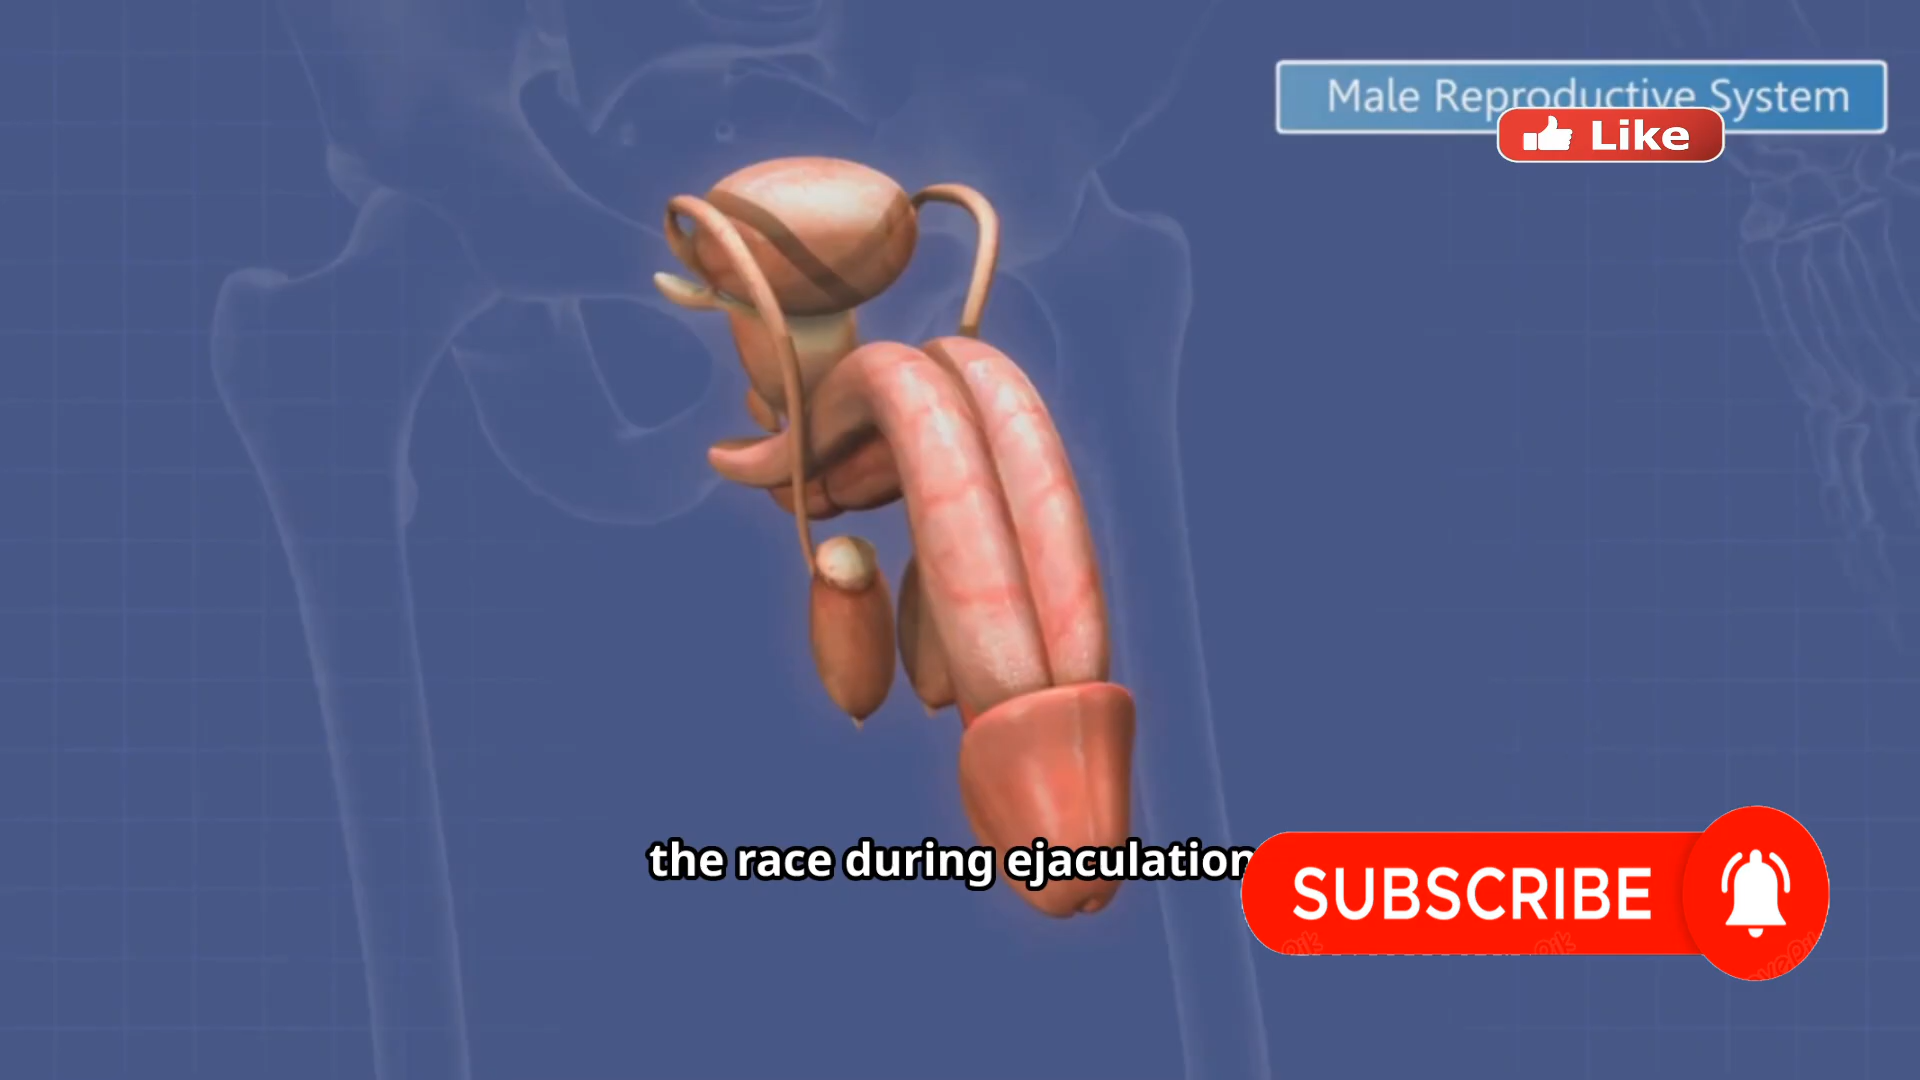 Male Reproductive System
Like
the race during ejaculation
SUBSCRIBE